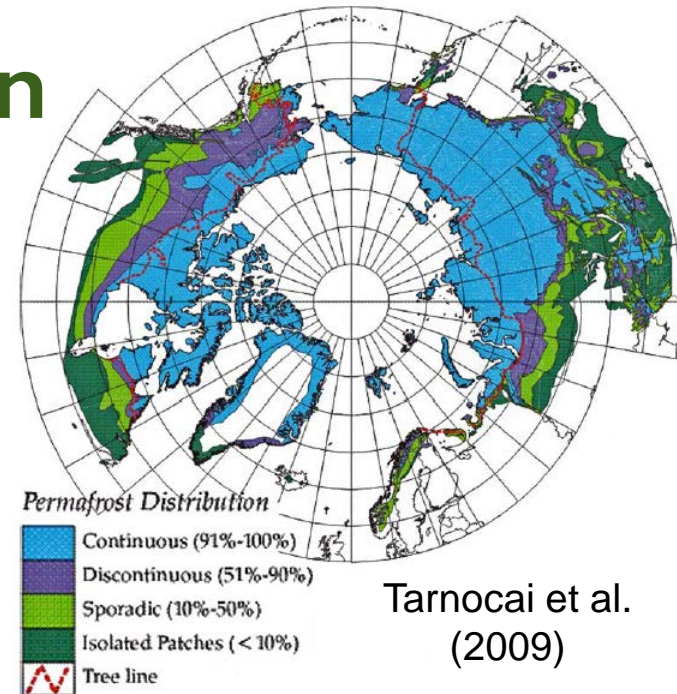 n
Permafrost Distribution
Continuous (91%-100%)
Discontinuous (51%-90%)
Sporadic (10%-50%)
Isolated Patches (< 10%)
Tree line
Tarnocai et al.
(2009)